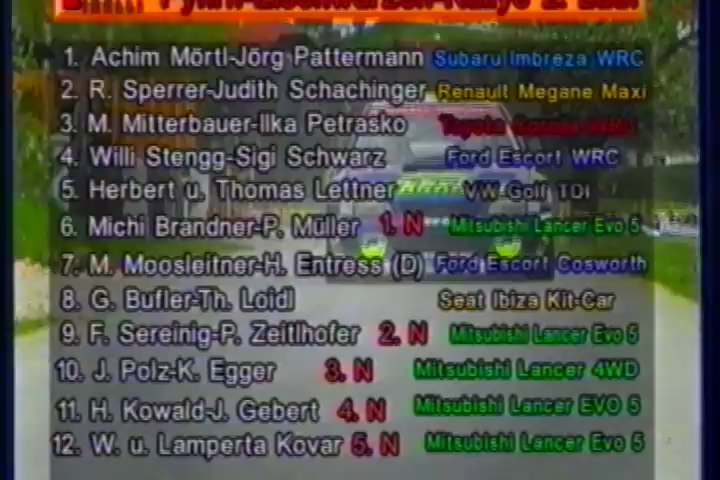 Pyhrn-Eisenwurzen-Rallye
1. Achim Mörtl-Jörg Pattermann Subaru Imbreza WRC
2. R. Sperrer-Judith Schachinger Renault Megane Maxi
3. M. Mitterbauer-Ilka Petrasko Toyota
4. Willi Stengg-Sigi Schwarz Ford Escort WRC
5. Herbert u. Thomas Lettner VW Golf TDI
6. Michi Brandner-P. Müller 1. N Mitsubishi Lancer Evo 5
7. M. Moosleitner-H. Entress (D) Ford Escort Cosworth
8. G. Bufler-Th. Loidl Seat Ibiza Kit-Car
9. F. Sereinig-P. Zeitlhofer 2. N Mitsubishi Lancer Evo 5
10. J. Polz-K. Egger 3. N Mitsubishi Lancer 4WD
11. H. Kowald-J. Gebert 4. N Mitsubishi Lancer EVO 5
12. W. u. Lamperta Kovar 5. N Mitsubishi Lancer Evo 5